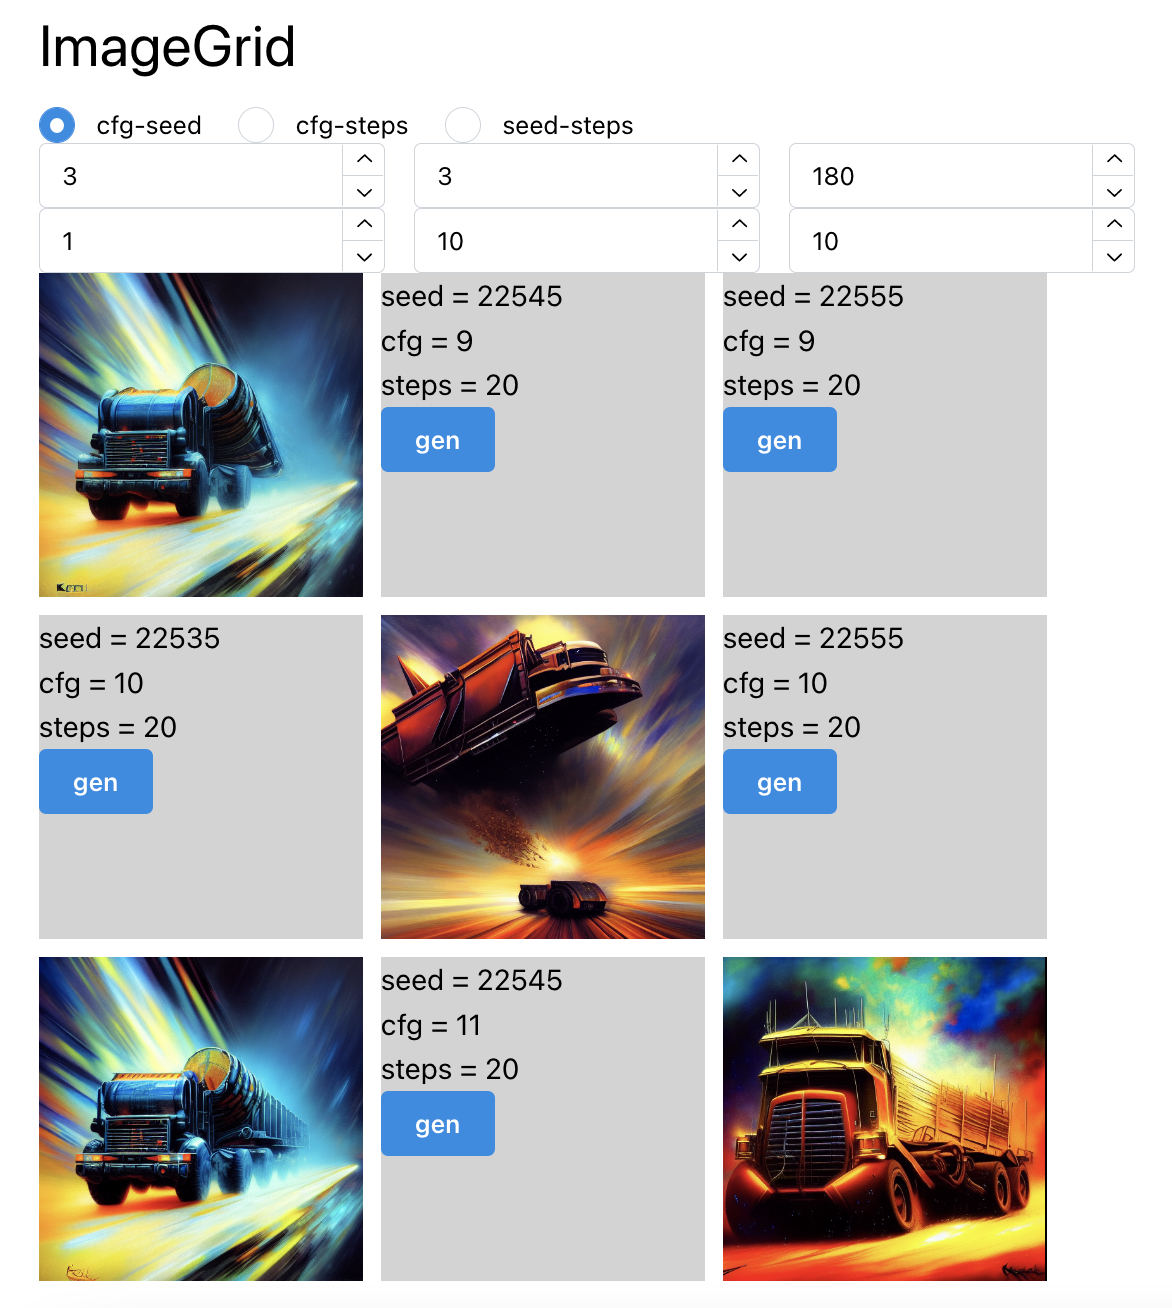 ImageGrid
cfg-seed cfg-steps seed-steps
3 3 180
1 10 10
seed = 22545 seed = 22555
cfg = 9 cfg = 9
steps = 20 steps = 20
gen gen
seed = 22535 seed = 22555
cfg = 10 cfg = 10
steps = 20 steps = 20
gen gen
seed = 22545
cfg = 11
steps = 20
gen